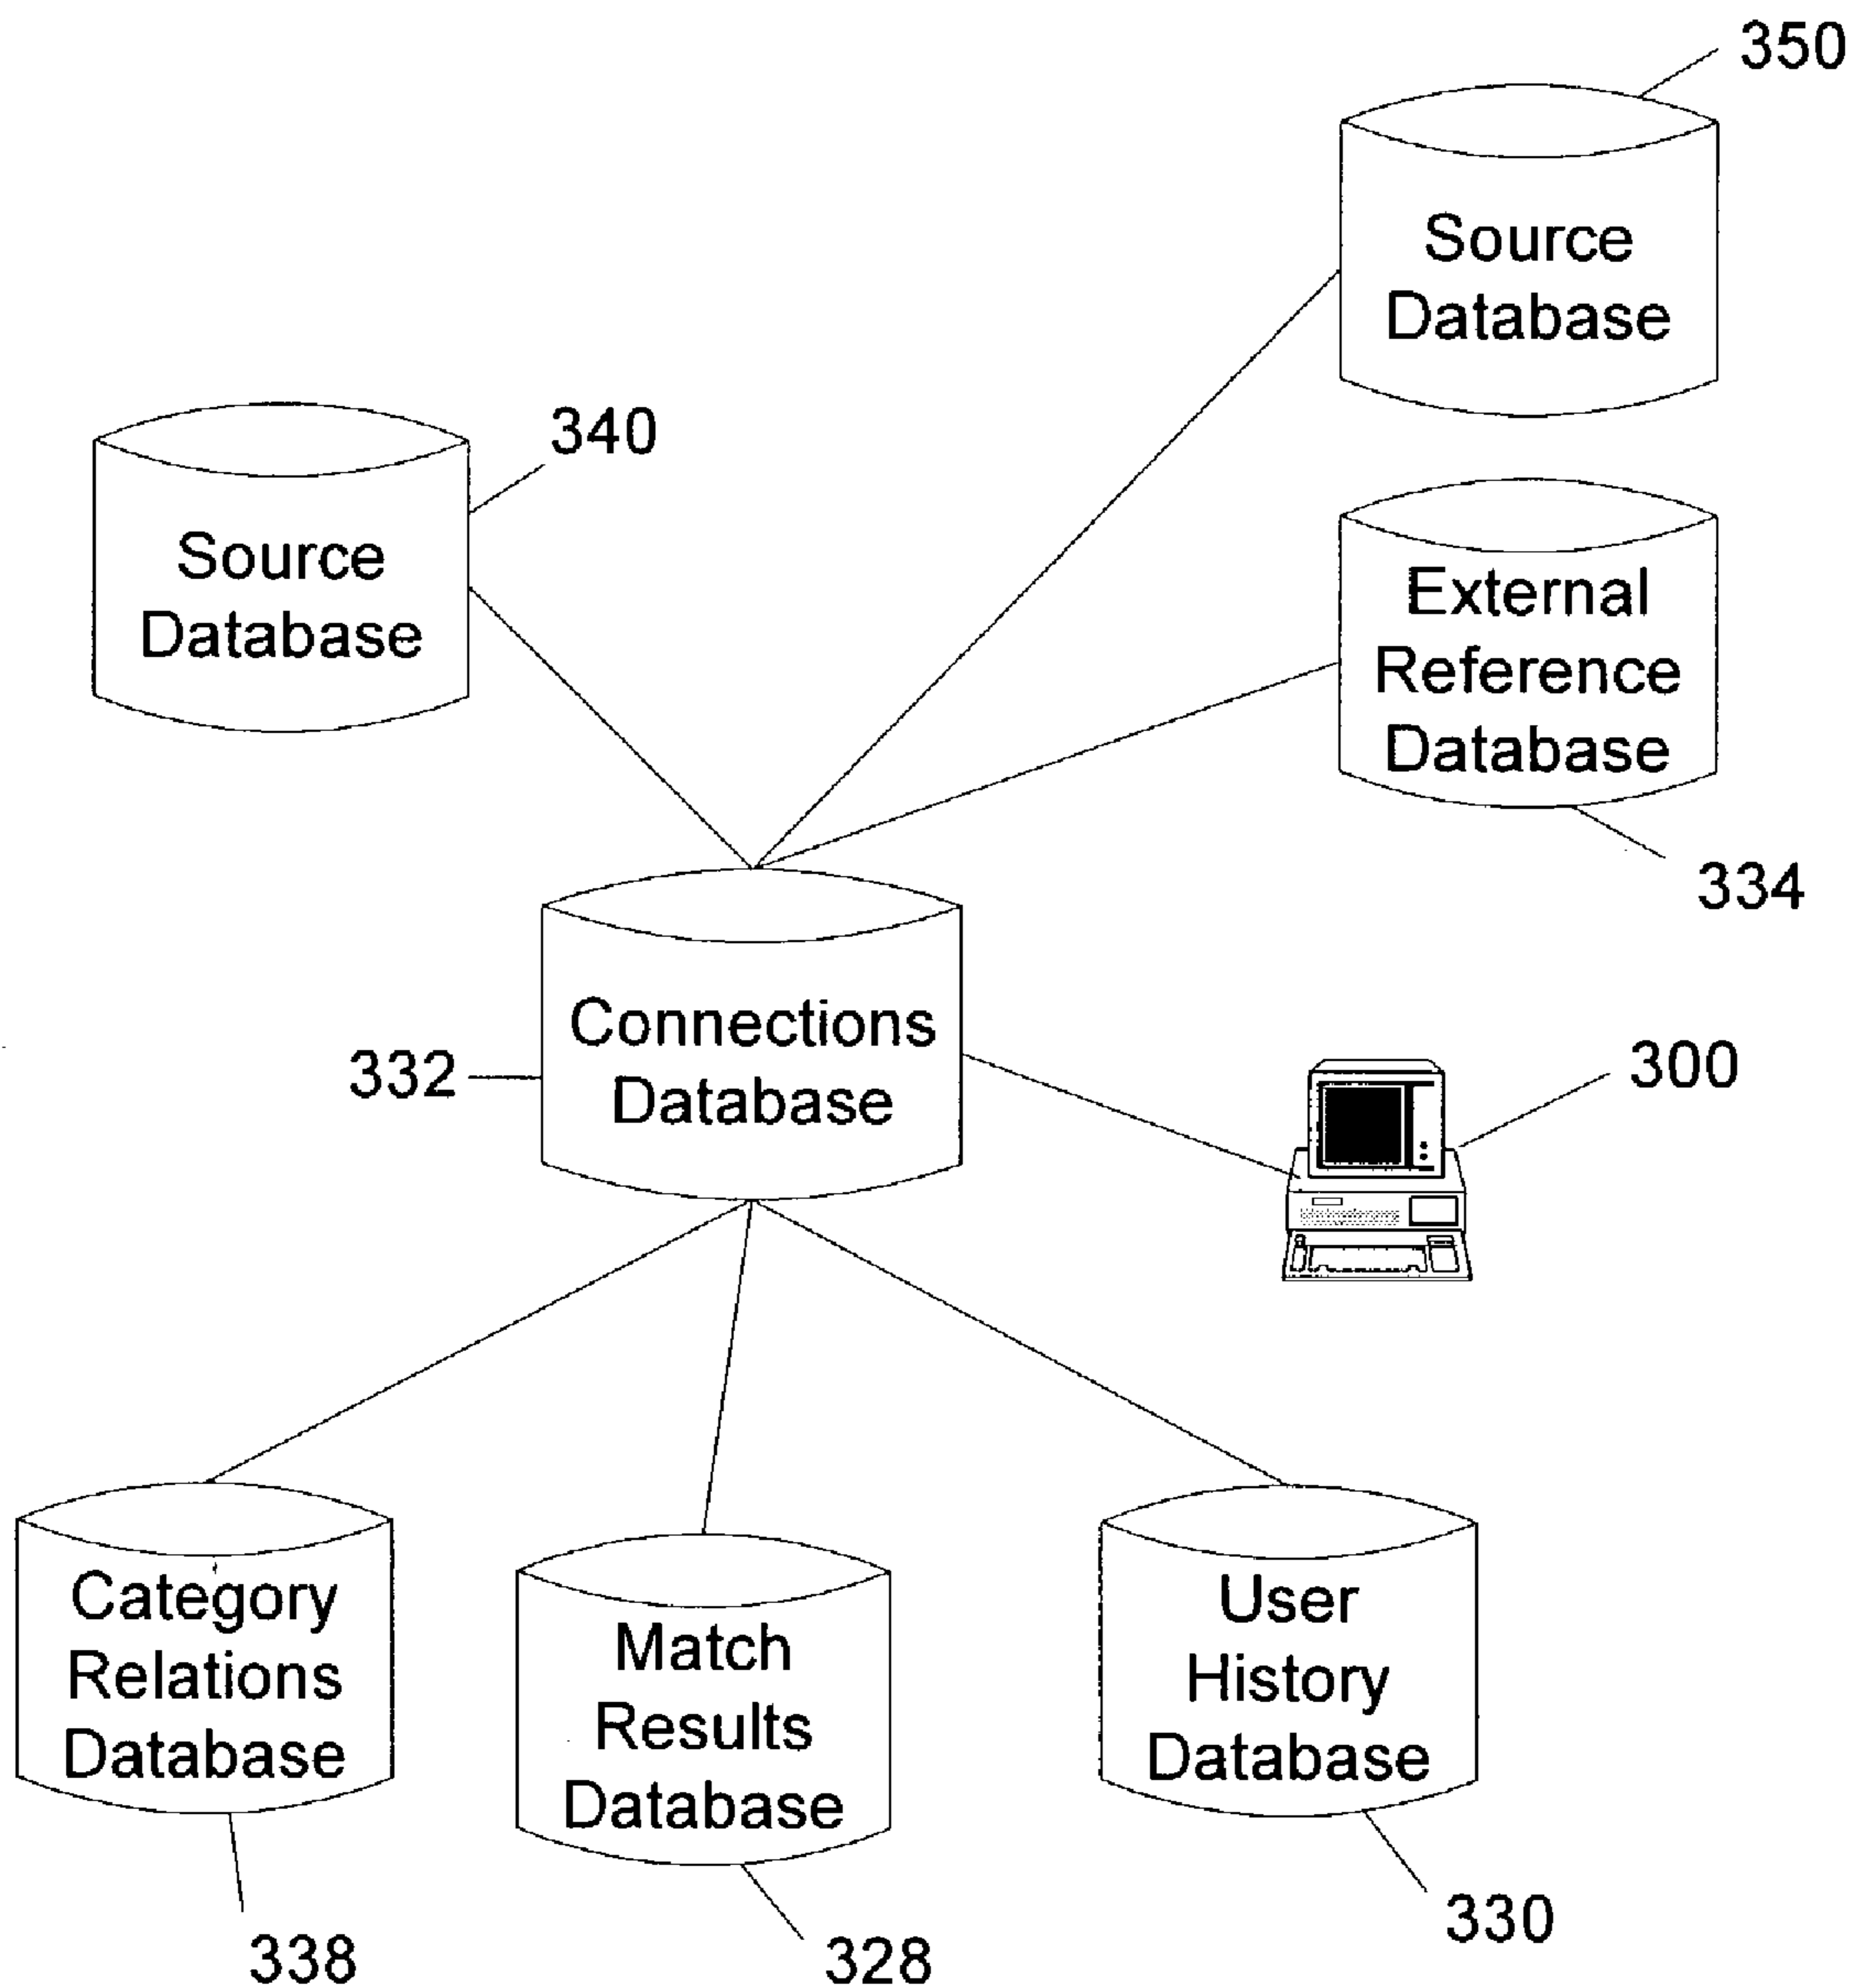 350
Source
Database
340
Source
Database
External
Reference
Database
334
Connections
Database
332
300
Category
Relations
Database
338
Match
Results
Database
328
User
History
Database
330